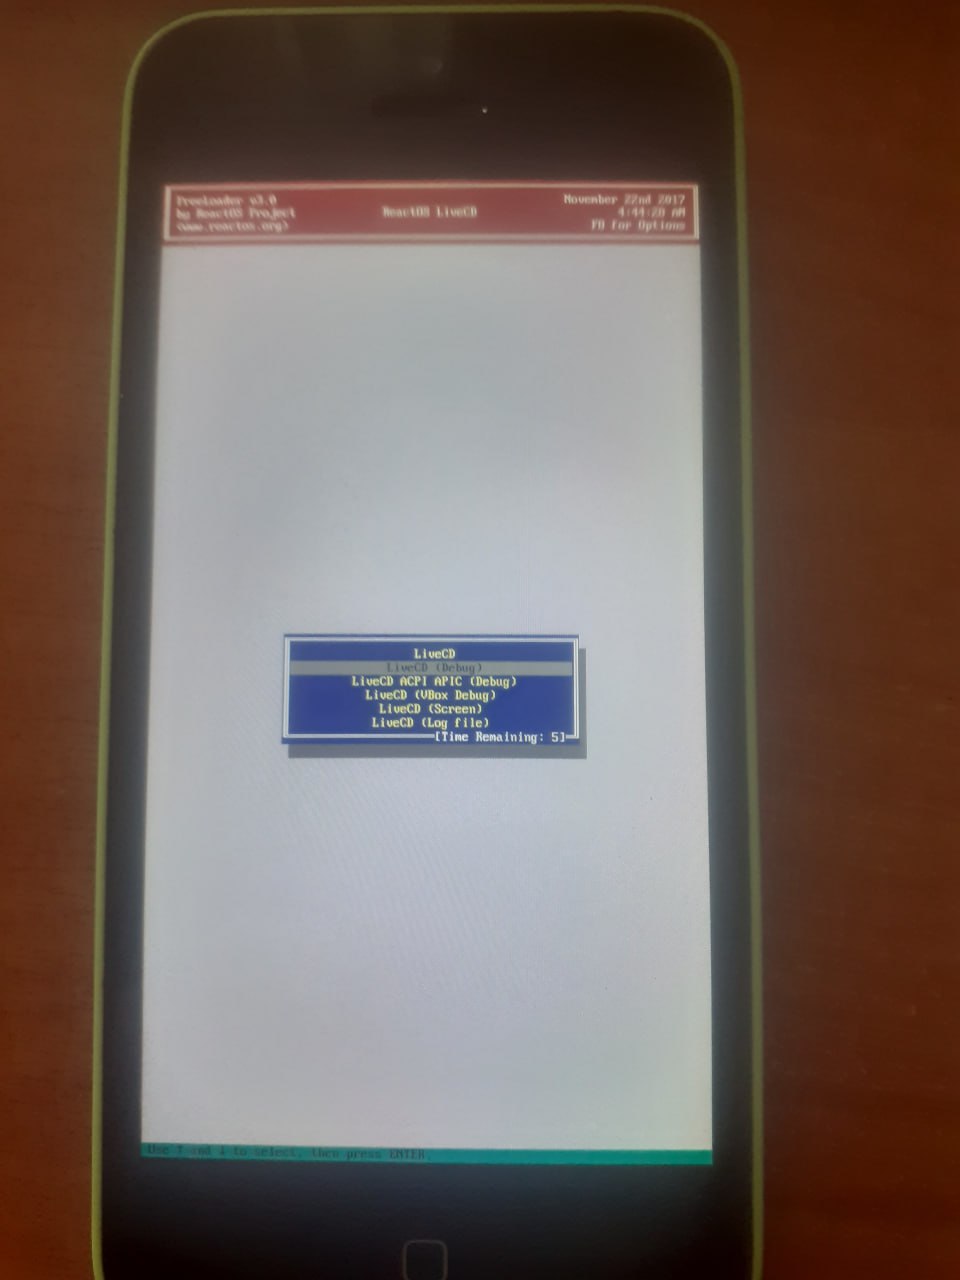 FreeLoader v3.0
by ReactOS Project
<www.reactos.org>
ReactOS LiveCD
November 22nd 2017
4:44:20 AM
F8 for Options
LiveCD
LiveCD (Debug)
LiveCD ACPI APIC (Debug)
LiveCD (VBox Debug)
LiveCD (Screen)
LiveCD (Log file)
[Time Remaining: 5]
Use ↑ and ↓ to select, then press ENTER.